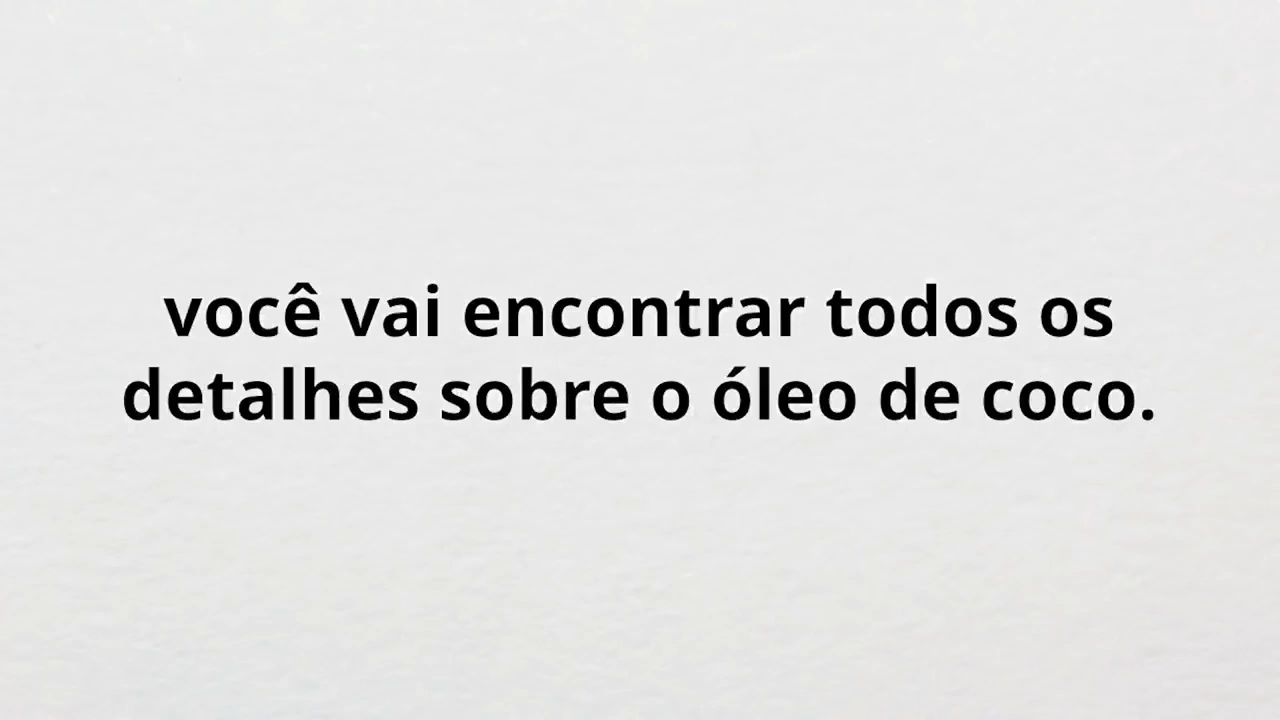 você vai encontrar todos os
detalhes sobre o óleo de coco.